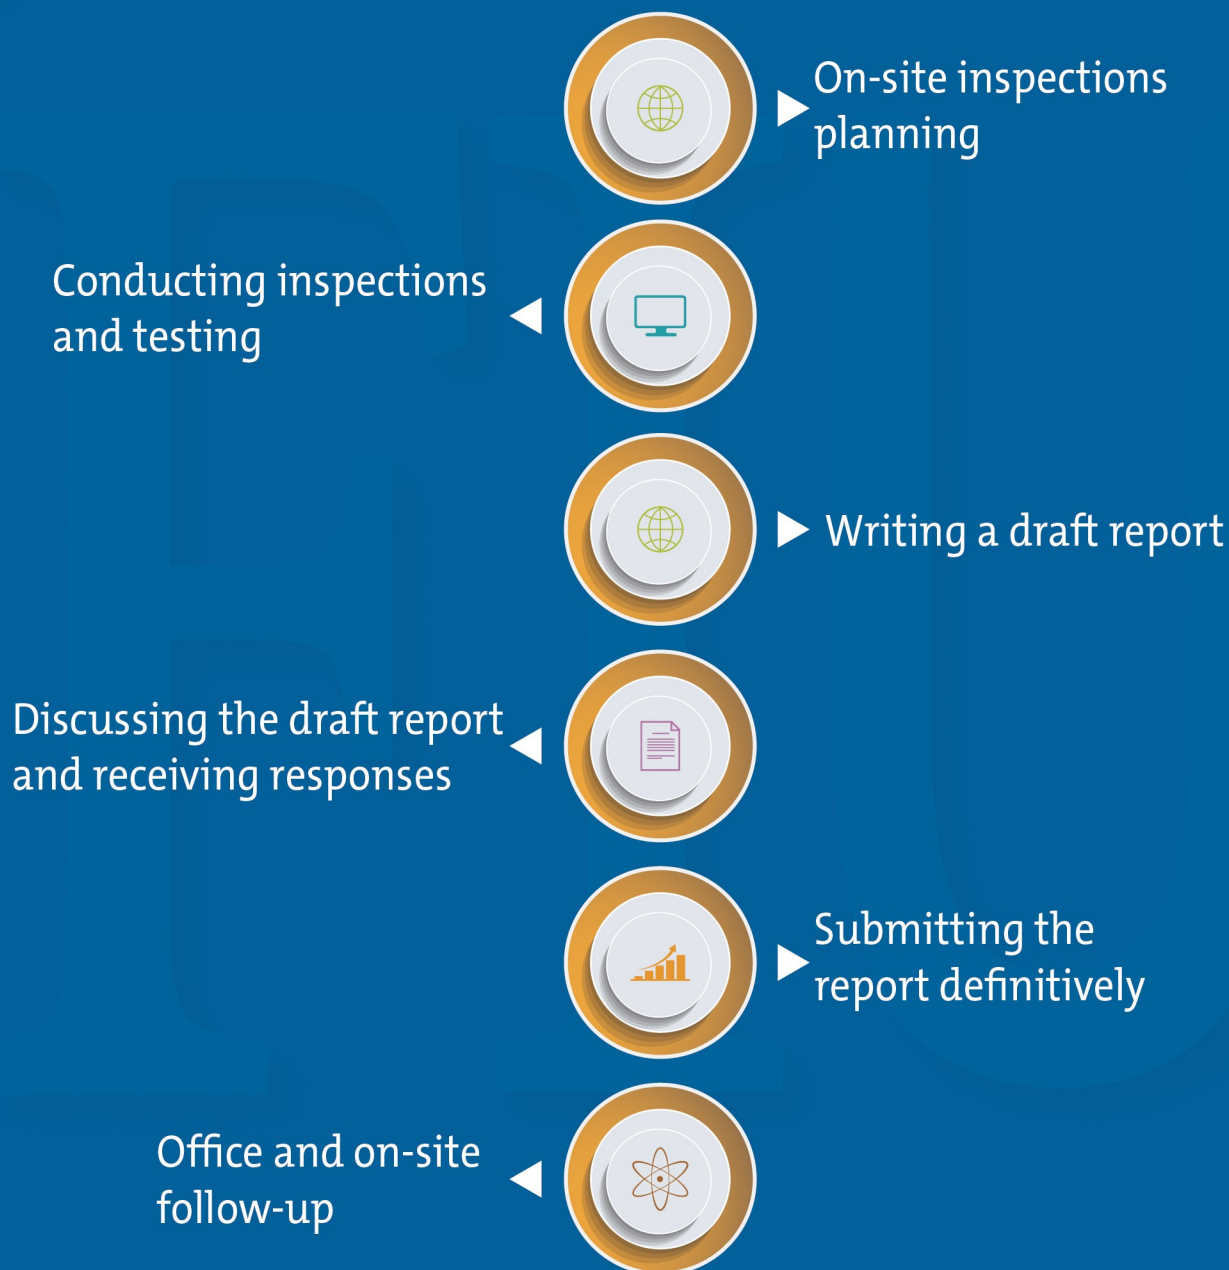 On-site inspections
planning
Conducting inspections
and testing
Writing a draft report
Discussing the draft report
and receiving responses
Submitting the
report definitively
Office and on-site
follow-up
FIU